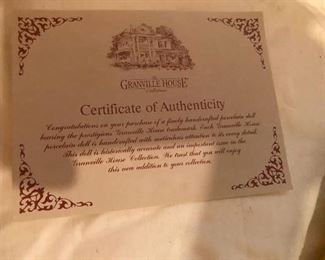 The
GRANVILLE HOUSE
Collection
Certificate of Authenticity
Congratulations on your purchase of a finely handcrafted porcelain doll
bearing the prestigious Granville House trademark. Each Granville House
porcelain doll is handcrafted with meticulous attention to its every detail.
This doll is historically accurate and an important issue in the
Granville House Collection. We trust that you will enjoy
this new addition to your collection.